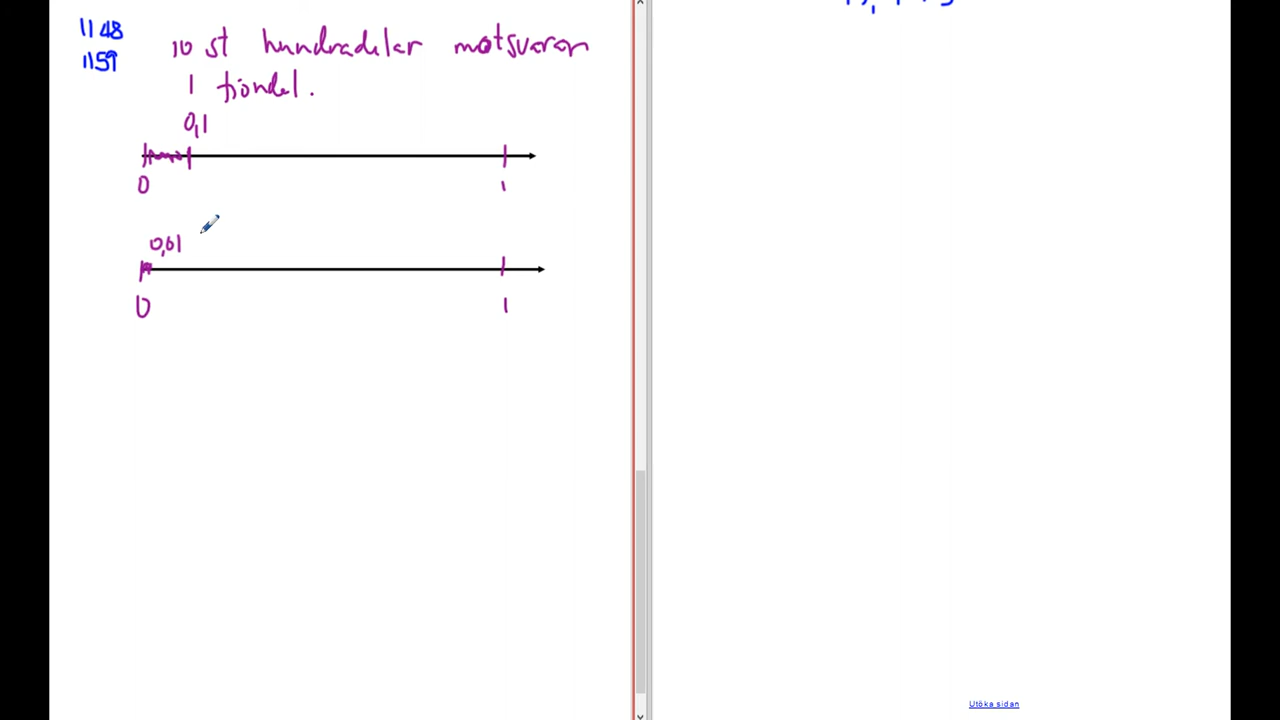 1148
1159
10 st hundradelar motsvarar
1 tiondel.
0,1
0 1
0,01
0 1
Utöka sidan